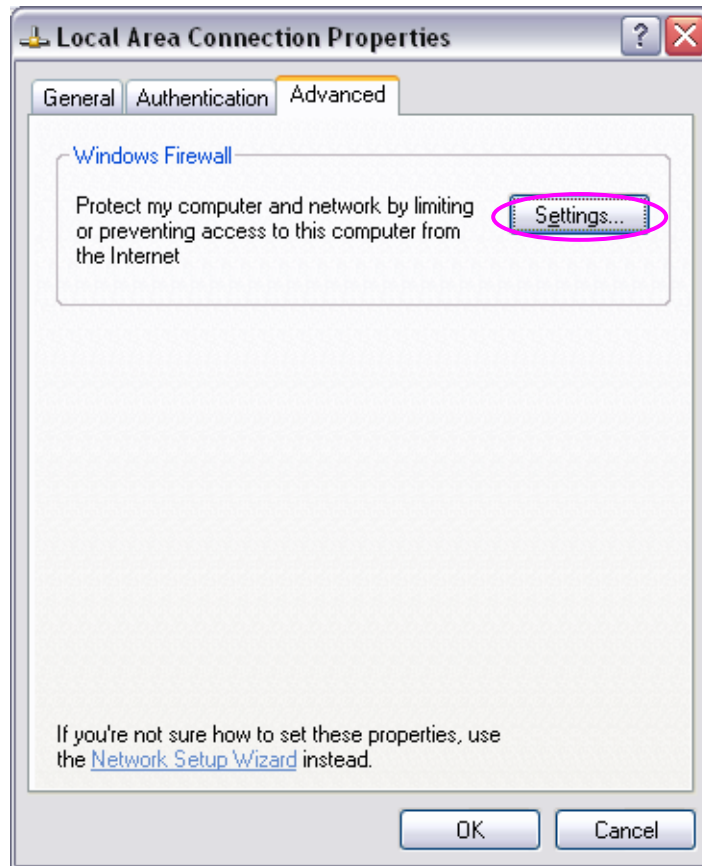 Local Area Connection Properties
General
Authentication
Advanced
Windows Firewall
Protect my computer and network by limiting
or preventing access to this computer from
the Internet
Settings...
If you're not sure how to set these properties, use
the Network Setup Wizard instead.
OK
Cancel